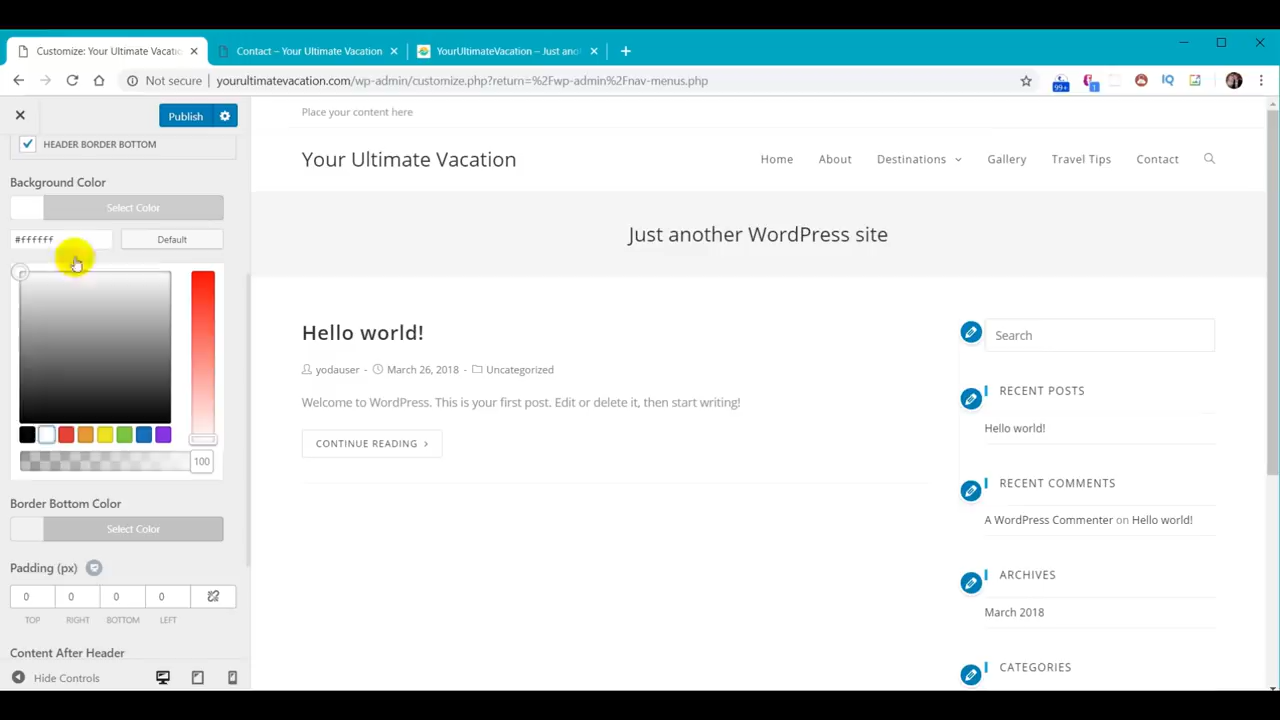 Customize: Your Ultimate Vacatio
Contact – Your Ultimate Vacation
YourUltimateVacation – Just ano
Not secure
yourultimatevacation.com/wp-admin/customize.php?return=%2Fwp-admin%2Fnav-menus.php
99+
1
IQ
Publish
HEADER BORDER BOTTOM
Background Color
Select Color
#ffffff
Default
100
Border Bottom Color
Select Color
Padding (px)
0 0 0 0
TOP RIGHT BOTTOM LEFT
Content After Header
Hide Controls
Place your content here
Your Ultimate Vacation
Home About Destinations Gallery Travel Tips Contact
Just another WordPress site
Hello world!
yodauser - March 26, 2018 - Uncategorized
Welcome to WordPress. This is your first post. Edit or delete it, then start writing!
CONTINUE READING
Search
RECENT POSTS
Hello world!
RECENT COMMENTS
A WordPress Commenter on Hello world!
ARCHIVES
March 2018
CATEGORIES